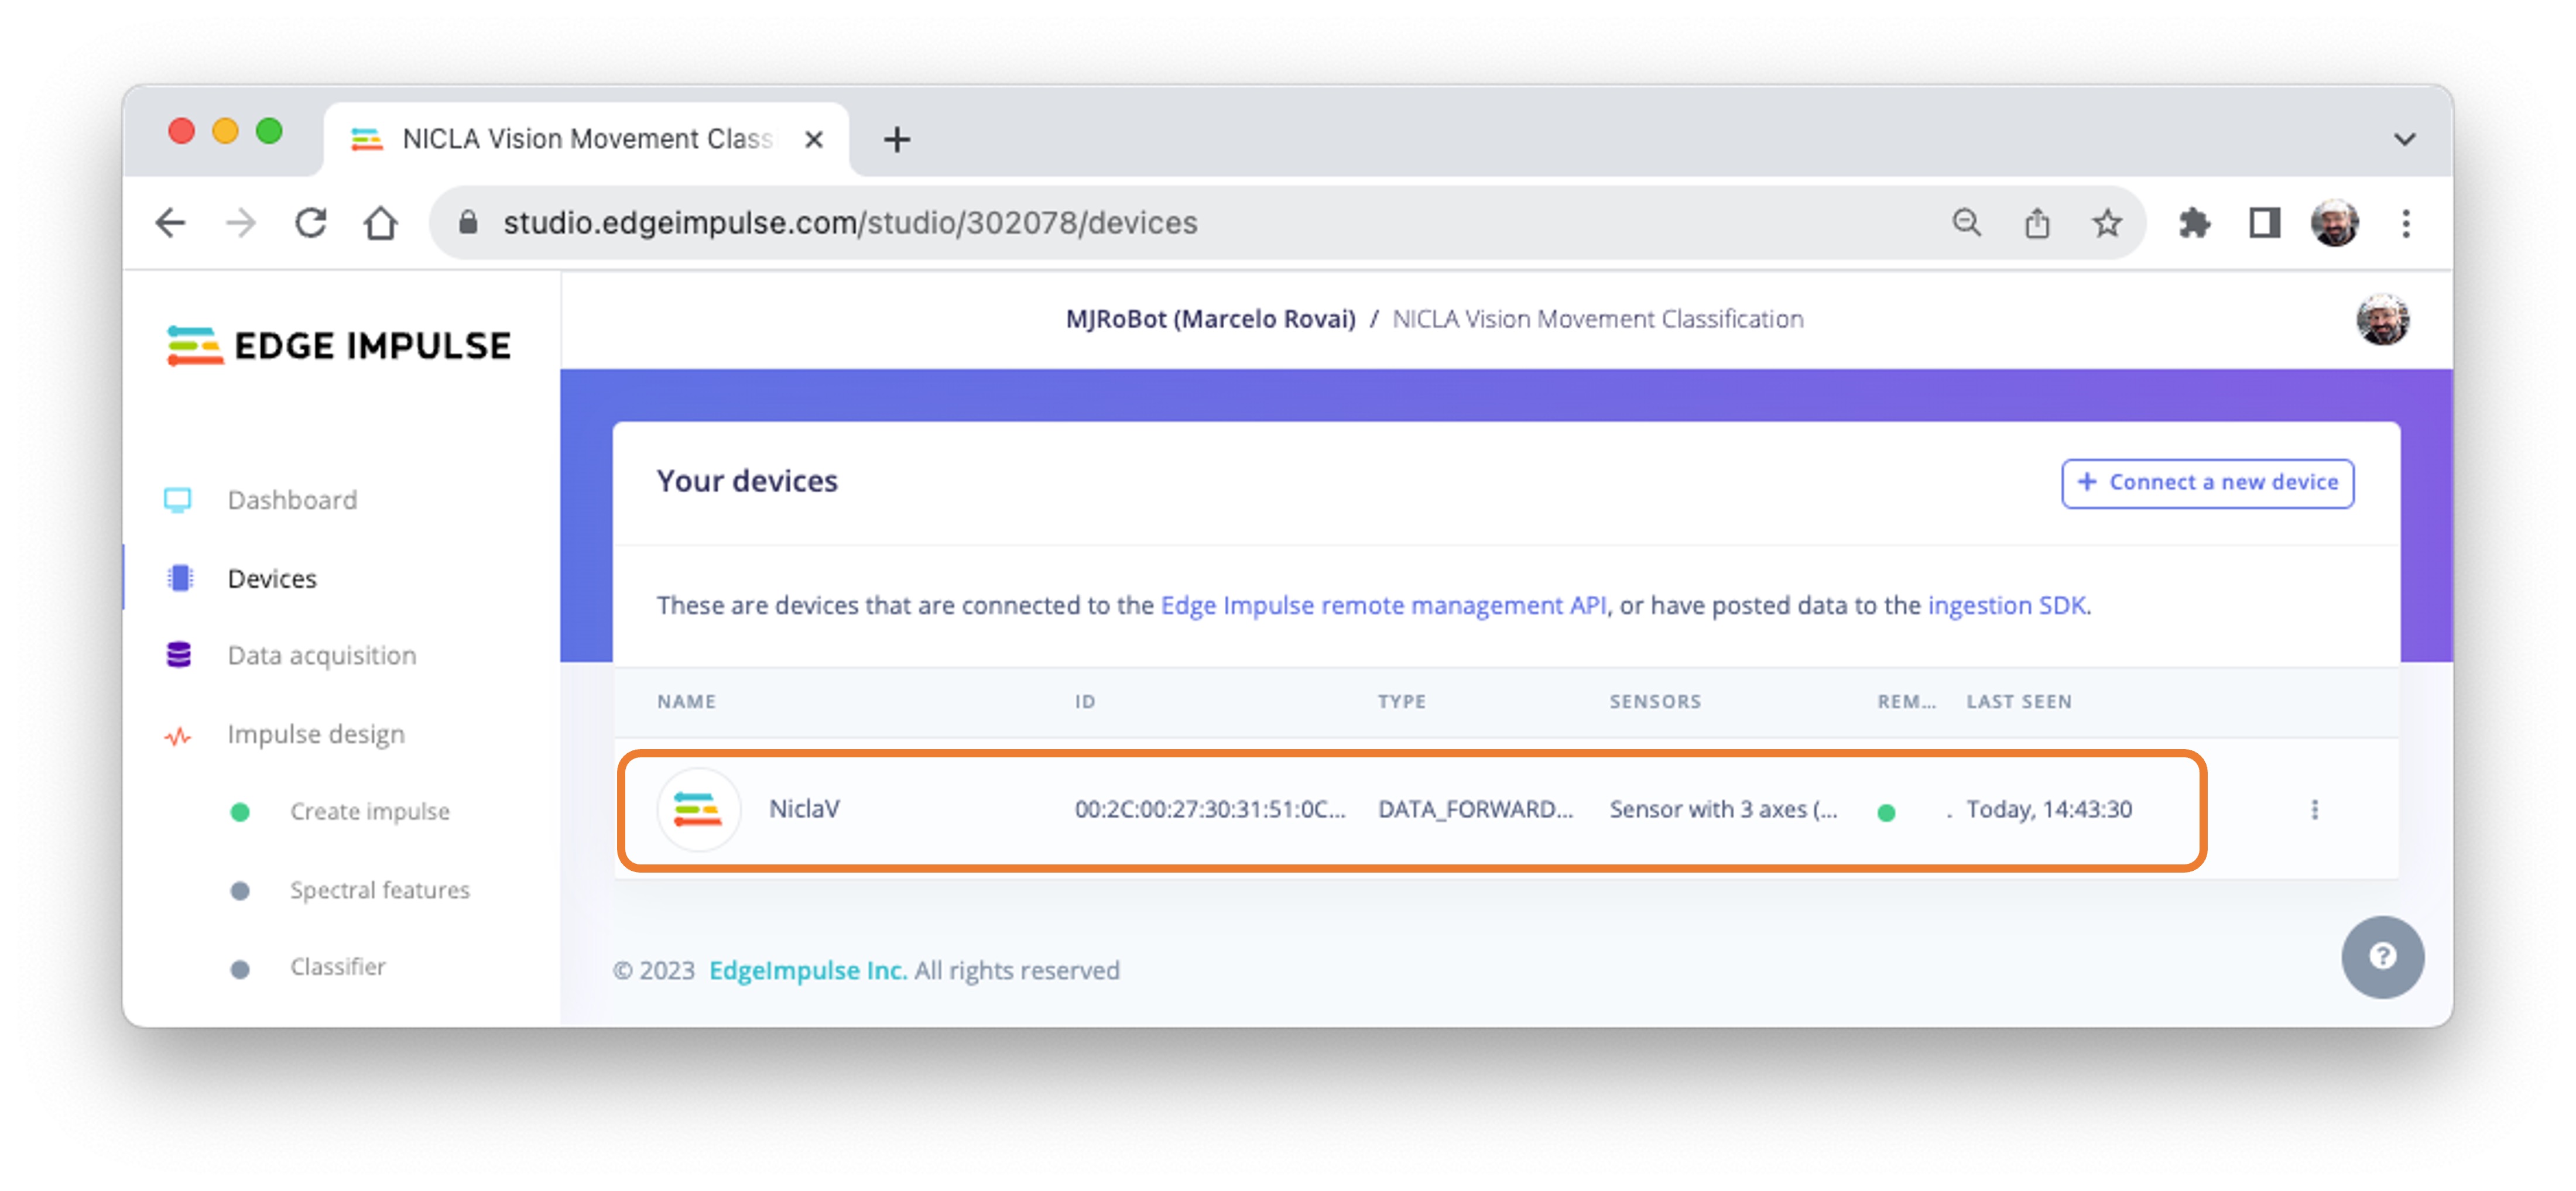 NICLA Vision Movement Class
studio.edgeimpulse.com/studio/302078/devices
EDGE IMPULSE
MJRoBot (Marcelo Rovai) / NICLA Vision Movement Classification
Your devices
+ Connect a new device
Dashboard
Devices
Data acquisition
Impulse design
Create impulse
Spectral features
Classifier
These are devices that are connected to the Edge Impulse remote management API, or have posted data to the ingestion SDK.
NAME ID TYPE SENSORS REM... LAST SEEN
NiclaV 00:2C:00:27:30:31:51:0C... DATA_FORWARD... Sensor with 3 axes (... . Today, 14:43:30
© 2023 EdgeImpulse Inc. All rights reserved
?